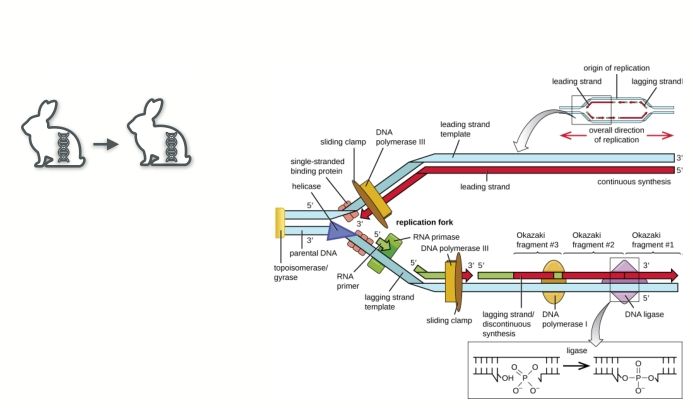 origin of replication
leading strand
lagging strand
overall direction
of replication
leading strand
template
DNA
polymerase III
sliding clamp
single-stranded
binding protein
helicase
3'
5'
leading strand
continuous synthesis
5'
3'
replication fork
3'
parental DNA
topoisomerase/
gyrase
5'
RNA primase
DNA polymerase III
RNA
primer
lagging strand
template
5'
3'
5'
sliding clamp
Okazaki
fragment #3
Okazaki
fragment #2
Okazaki
fragment #1
3'
5'
lagging strand/
discontinuous
synthesis
DNA
polymerase I
DNA ligase
ligase
OH
O
O
P
O⁻
O⁻
O
O
P
O
O⁻